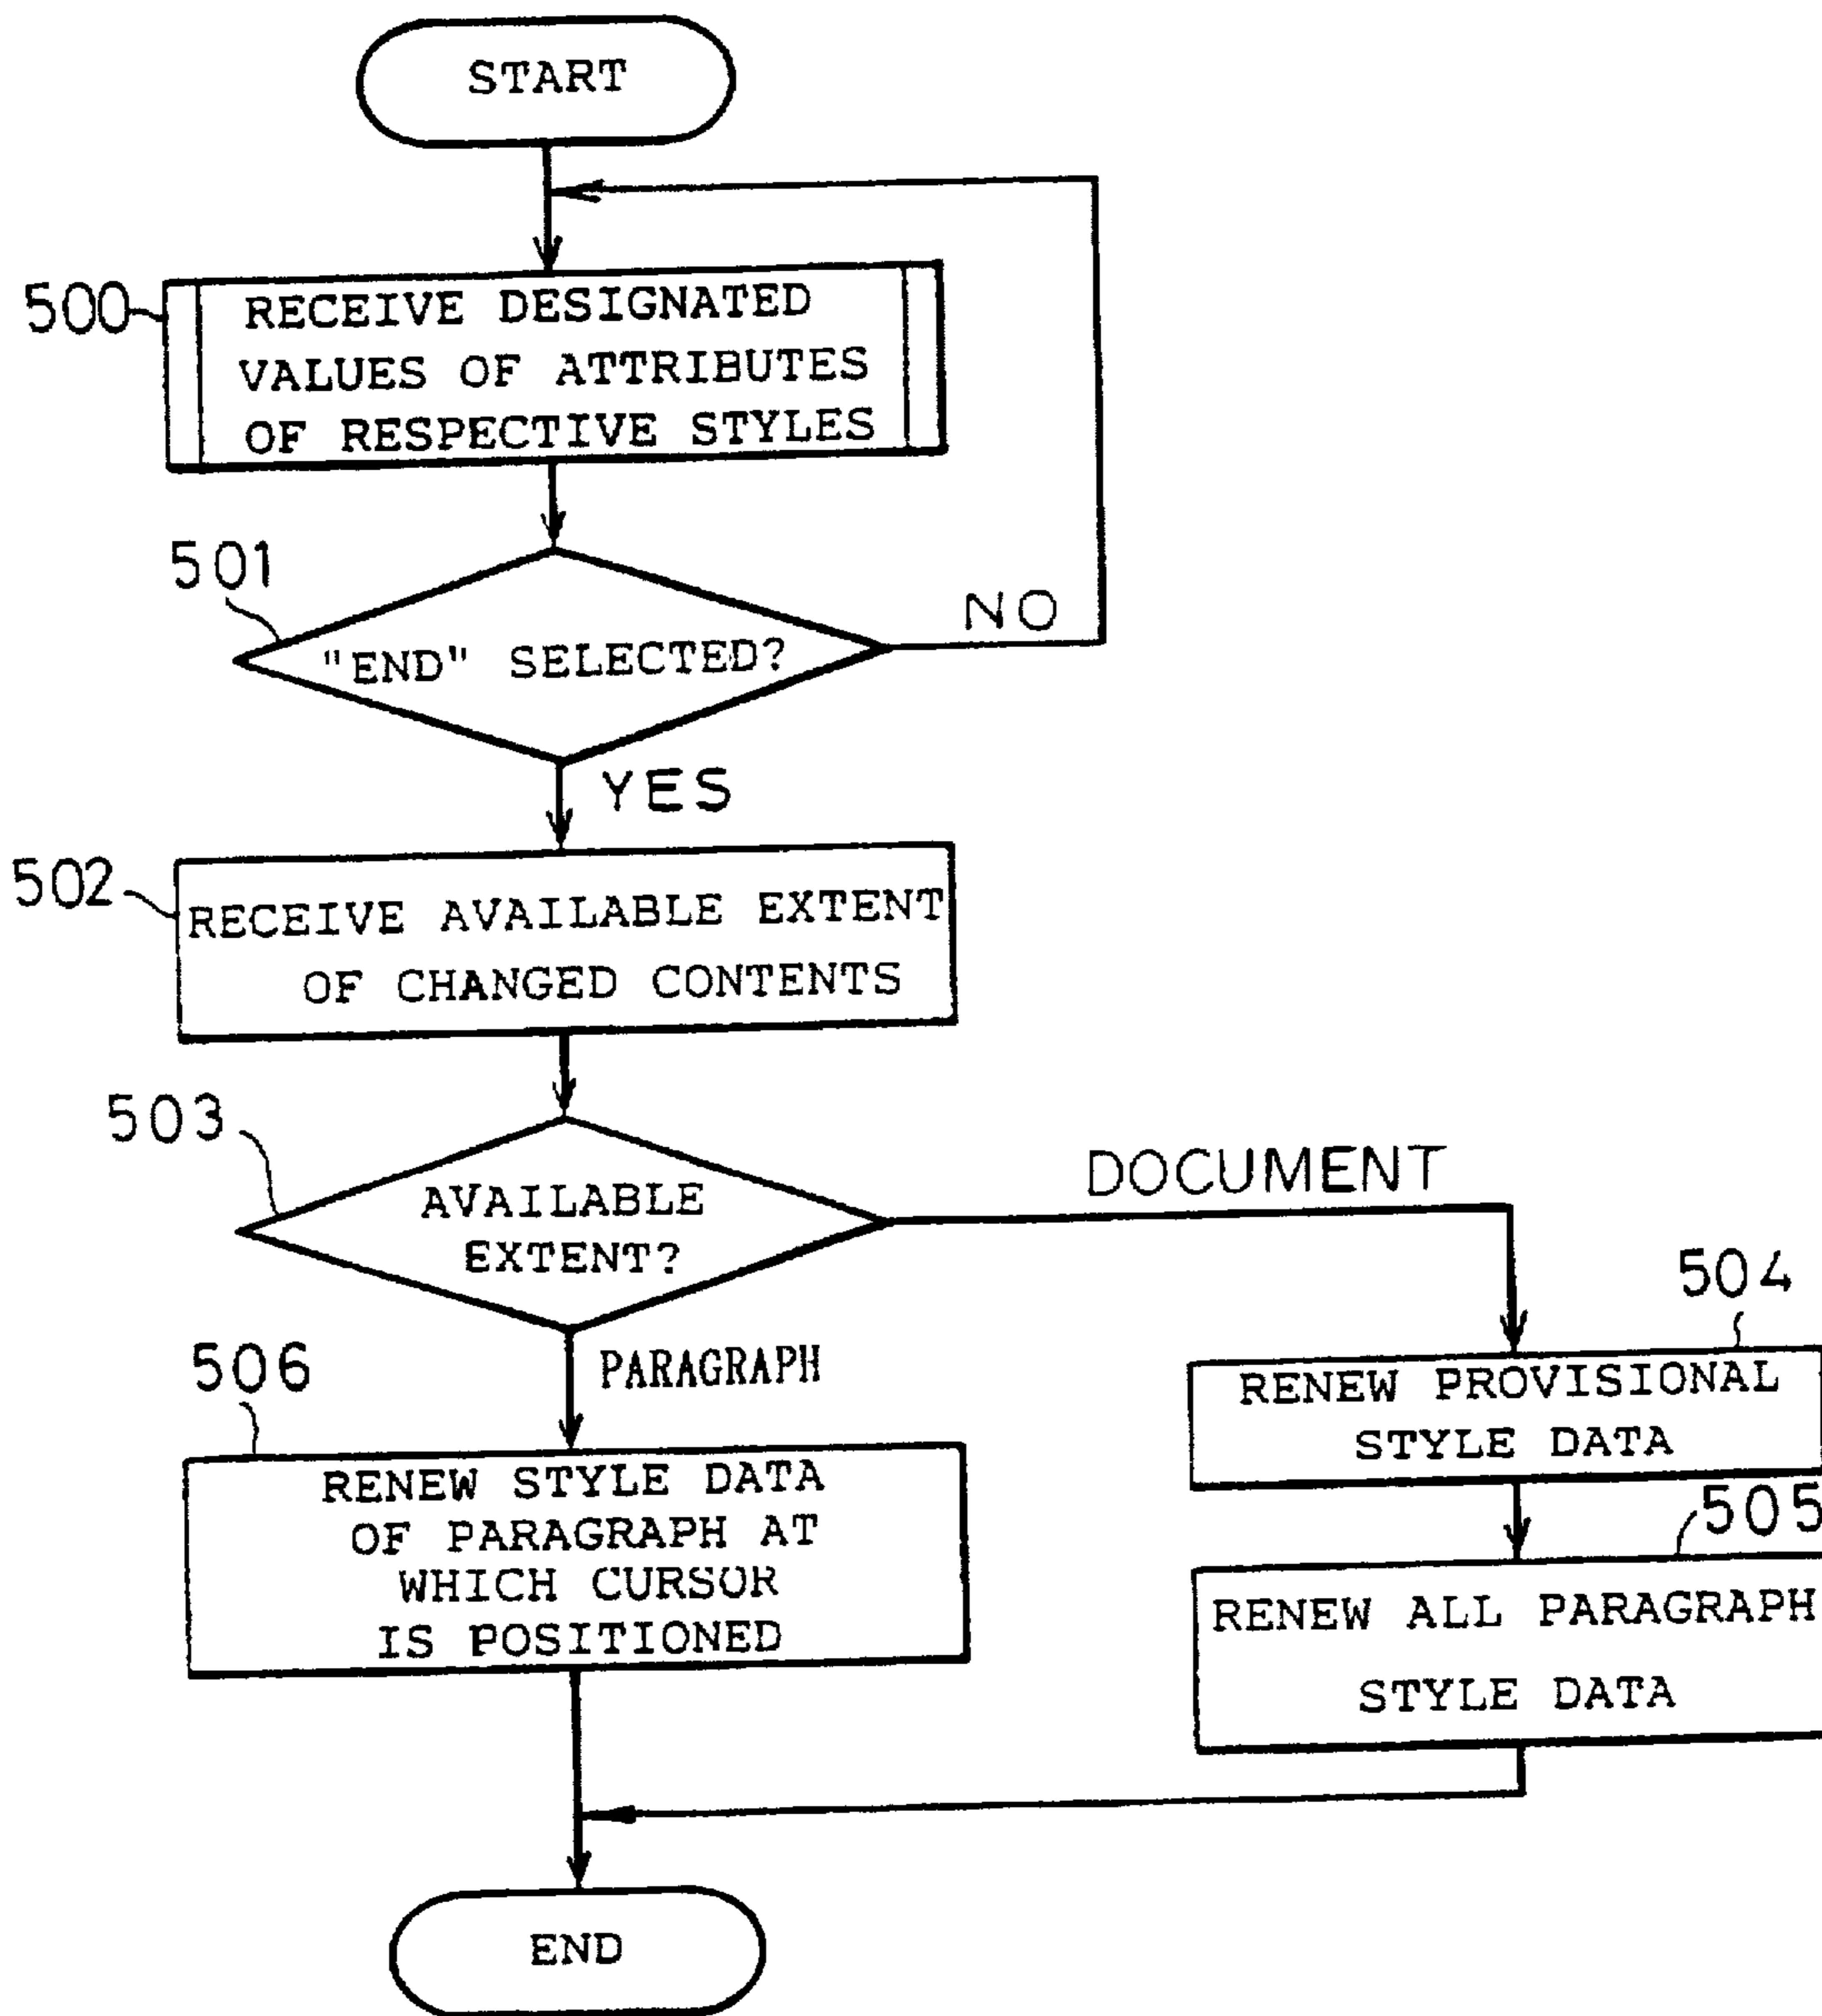 START
500
RECEIVE DESIGNATED
VALUES OF ATTRIBUTES
OF RESPECTIVE STYLES
501
"END" SELECTED?
NO
YES
502
RECEIVE AVAILABLE EXTENT
OF CHANGED CONTENTS
503
AVAILABLE
EXTENT?
DOCUMENT
504
RENEW PROVISIONAL
STYLE DATA
505
RENEW ALL PARAGRAPH
STYLE DATA
506
PARAGRAPH
RENEW STYLE DATA
OF PARAGRAPH AT
WHICH CURSOR
IS POSITIONED
END